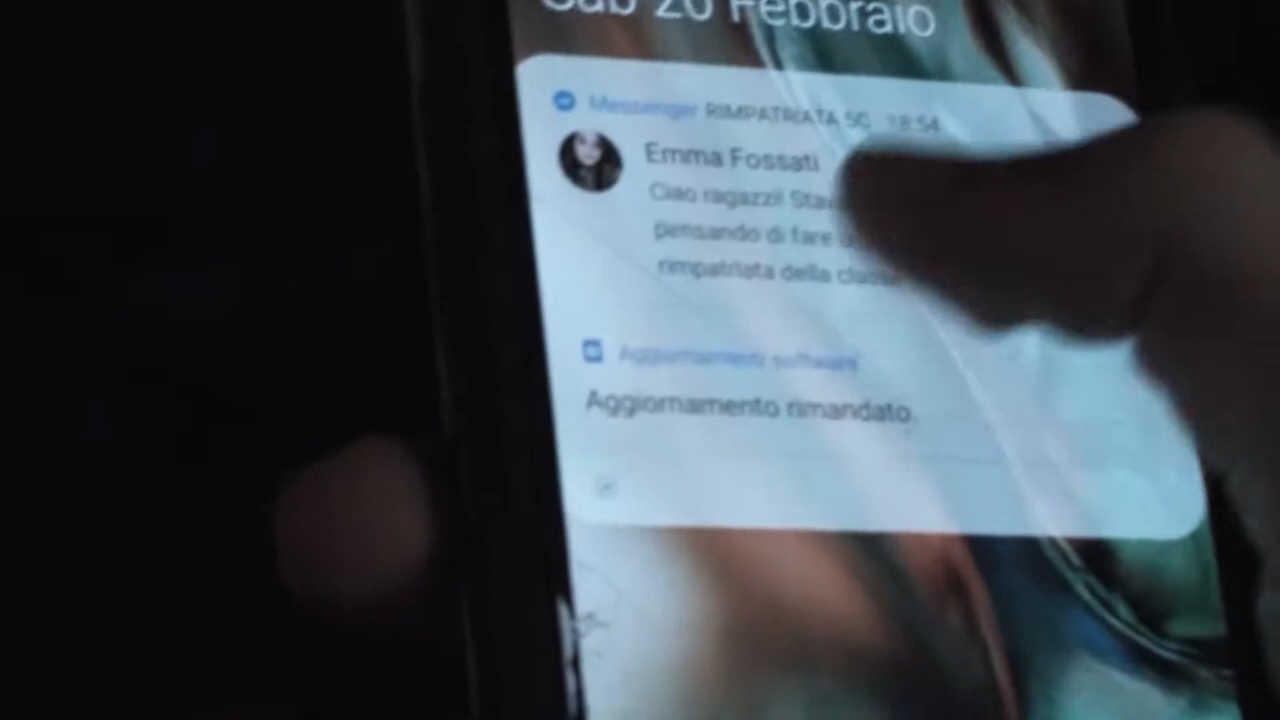 Sab 20 Febbraio
Messenger RIMPATRIATA 5C 18:54
Emma Fossati
Ciao ragazzi!
pensando di fare
rimpatriata della
Aggiornamenti software
Aggiornamento rimandato